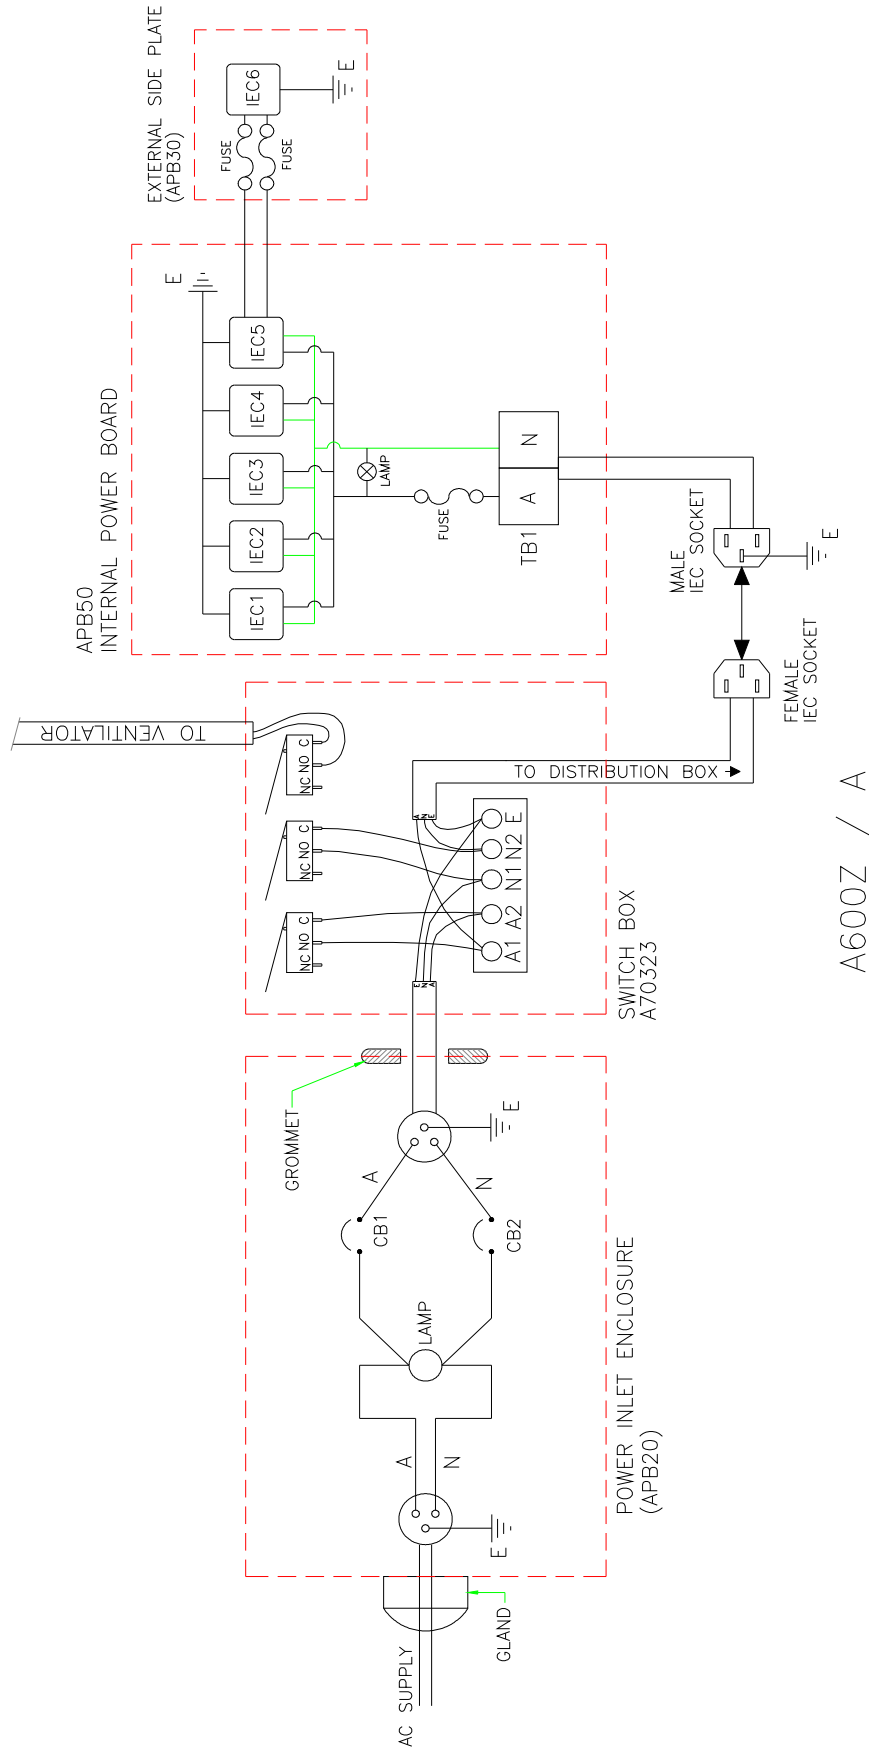 AC SUPPLY
GLAND
E
A
N
LAMP
CB1
CB2
A
N
E
GROMMET
POWER INLET ENCLOSURE
(APB20)
E
N
A
A1
A2
N1
N2
E
NC NO C
NC NO C
NC NO C
A
N
E
TO VENTILATOR
TO DISTRIBUTION BOX
SWITCH BOX
A70323
FEMALE
IEC SOCKET
MALE
IEC SOCKET
E
APB50
INTERNAL POWER BOARD
IEC1
IEC2
IEC3
IEC4
IEC5
E
LAMP
FUSE
TB1
A
N
EXTERNAL SIDE PLATE
(APB30)
FUSE
FUSE
IEC6
E
A600Z / A